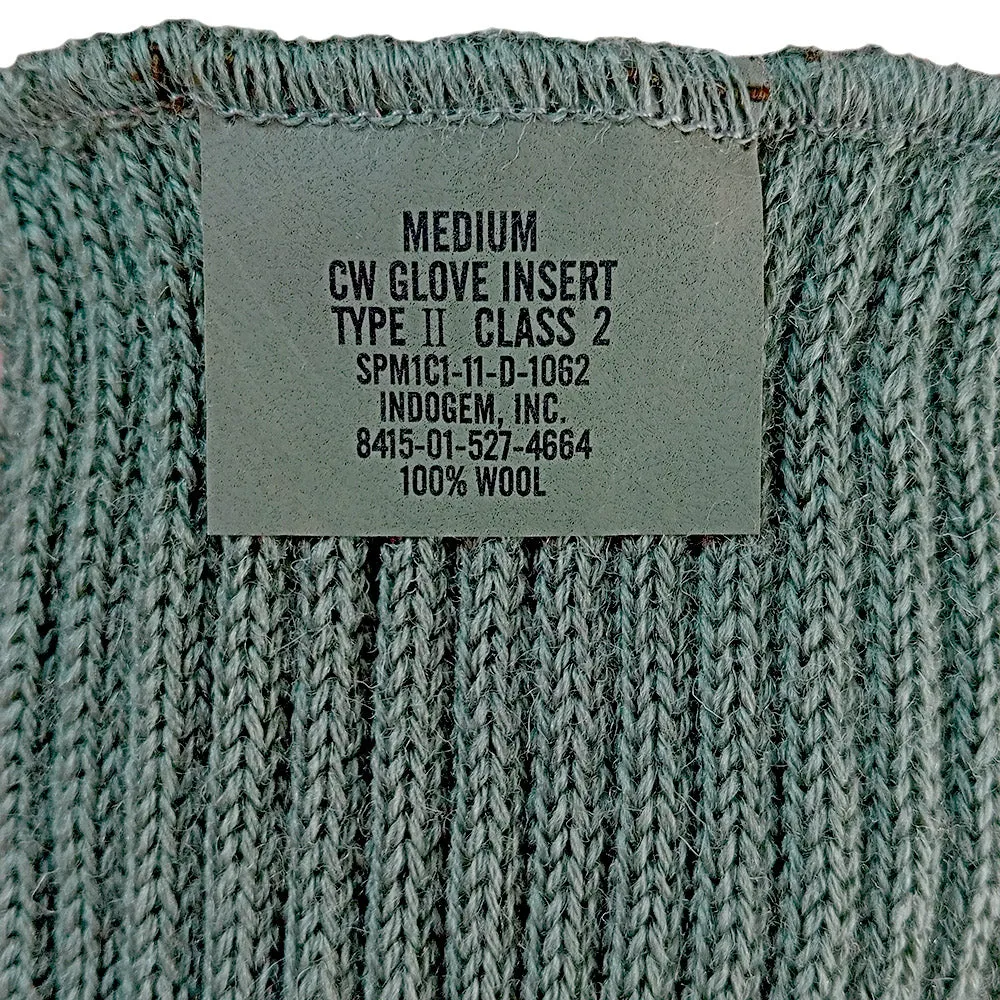 MEDIUM
CW GLOVE INSERT
TYPE II CLASS 2
SPM1C1-11-D-1062
INDOGEM, INC.
8415-01-527-4664
100% WOOL